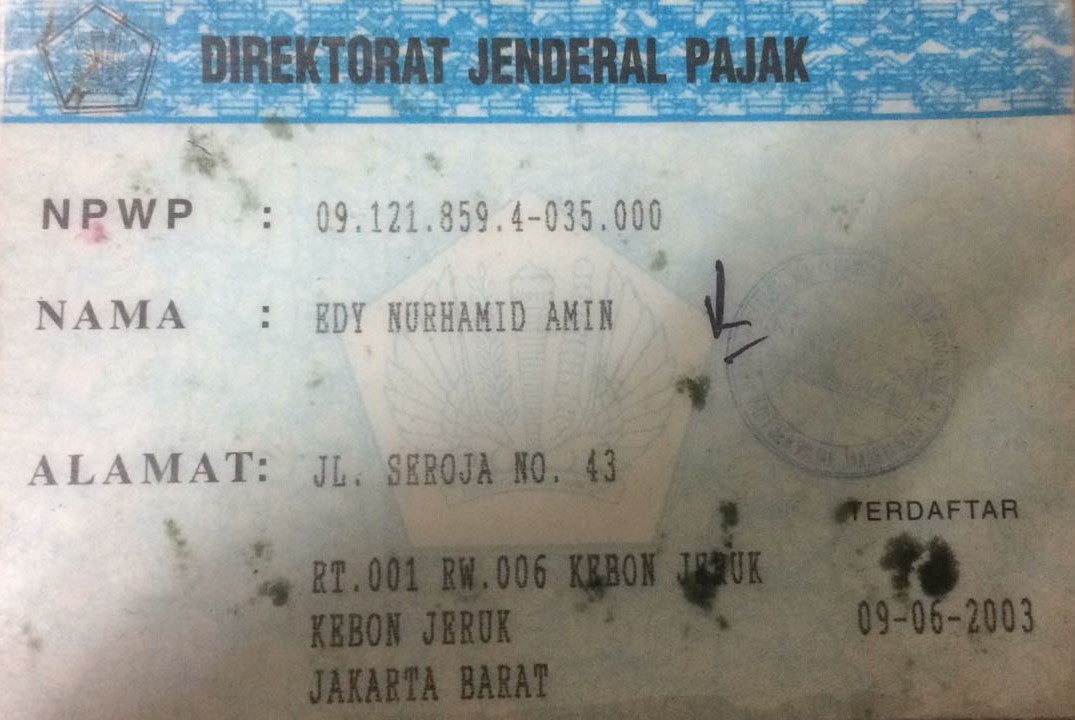 DIREKTORAT JENDERAL PAJAK
NPWP : 09.121.859.4-035.000
NAMA : EDY NURHAMID AMIN
ALAMAT: JL. SEROJA NO. 43
TERDAFTAR
RT.001 RW.006 KEBON JERUK
KEBON JERUK
09-06-2003
JAKARTA BARAT